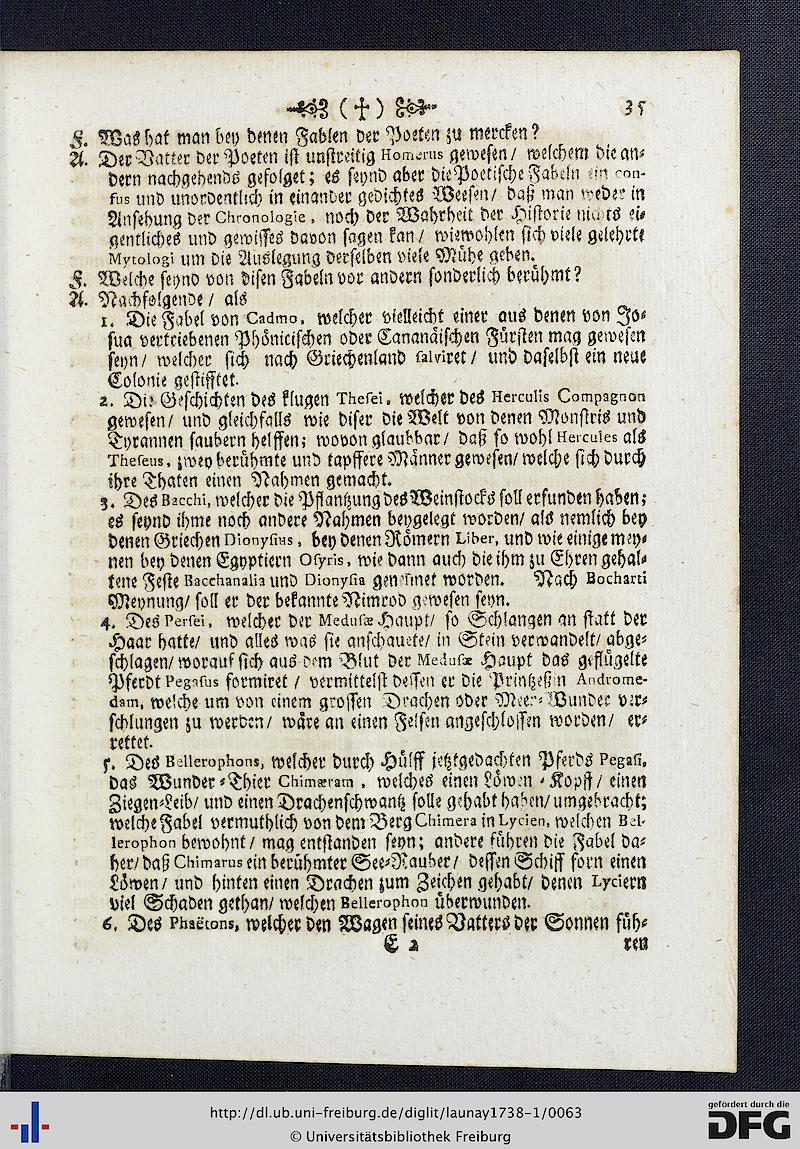 ( † ) 35
F. Was hat man bey denen Fablen der Poeten zu mercken?
A. Der Vatter der Poeten ist unstreitig Homerus gewesen / welchem die an-
dern nachgehends gefolget; es seynd aber die Poetische Fabeln ein con-
fus und unordentlich in einander gedichtes Weesen / daß man weder in
Ansehung der Chronologie, noch der Wahrheit der Historie nichts ei-
gentliches und gewisses davon sagen kan / wiewohlen sich viele gelehrte
Mytologi um die Auslegung derselben viele Mühe geben.
F. Welche seynd von disen Fabeln vor andern sonderlich berühmt?
A. Nachfolgende / als
1. Die Fabel von Cadmo, welcher vielleicht einer aus denen von Jo-
sua vertriebenen Phönicischen oder Cananäischen Fürsten mag gewesen
seyn / welcher sich nach Griechenland salviret / und daselbst ein neue
Colonie gestifftet.
2. Die Geschichten des klugen Thesei, welcher des Herculis Compagnon
gewesen / und gleichfalls wie diser die Welt von denen Monstris und
Tyrannen saubern helffen; wovon glaubbar / daß so wohl Hercules als
Theseus, zwey berühmte und tapffere Männer gewesen / welche sich durch
ihre Thaten einen Nahmen gemacht.
3. Des Bacchi, welcher die Pflantzung des Weinstocks soll erfunden haben;
es seynd ihme noch andere Nahmen beygelegt worden / als nemlich bey
denen Griechen Dionysius, bey denen Römern Liber, und wie einige mey-
nen bey denen Egyptiern Osyris, wie dann auch die ihm zu Ehren gehal-
tene Feste Bacchanalia und Dionysia genennet worden. Nach Bocharti
Meynung / soll er der bekannte Nimrod gewesen seyn.
4. Des Persei, welcher der Medusæ Haupt / so Schlangen an statt der
Haar hatte / und alles was sie anschauete / in Stein verwandelt / abge-
schlagen / worauf sich aus dem Blut der Medusæ Haupt das geflügelte
Pferdt Pegasus formiret / vermittelst dessen er die Printzeßin Androme-
dam, welche um von einem grossen Drachen oder Meer-Wunder ver-
schlungen zu werden / wäre an einen Felsen angeschlossen worden / er-
rettet.
5. Des Bellerophons, welcher durch Hülff jetztgedachten Pferds Pegasi,
das Wunder-Thier Chimæram, welches einen Löwen-Kopff / einen
Ziegen-Leib / und einen Drachenschwantz solle gehabt haben / umgebracht;
welche Fabel vermuthlich von dem Berg Chimera in Lycien, welchen Bel-
lerophon bewohnt / mag entstanden seyn; andere führen die Fabel da-
her / daß Chimarus ein berühmter See-Rauber / dessen Schiff forn einen
Löwen / und hinten einen Drachen zum Zeichen gehabt / denen Lyciern
viel Schaden gethan / welchen Bellerophon überwunden.
6. Des Phaëtons, welcher den Wagen seines Vatters der Sonnen füh-
E 2 ren
http://dl.ub.uni-freiburg.de/diglit/launay1738-1/0063
© Universitätsbibliothek Freiburg
gefördert durch die
DFG